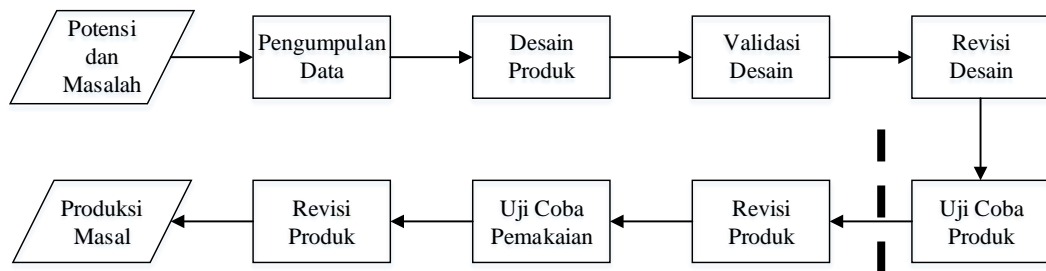 Potensi
dan
Masalah
Pengumpulan
Data
Desain
Produk
Validasi
Desain
Revisi
Desain
Produksi
Masal
Revisi
Produk
Uji Coba
Pemakaian
Revisi
Produk
Uji Coba
Produk